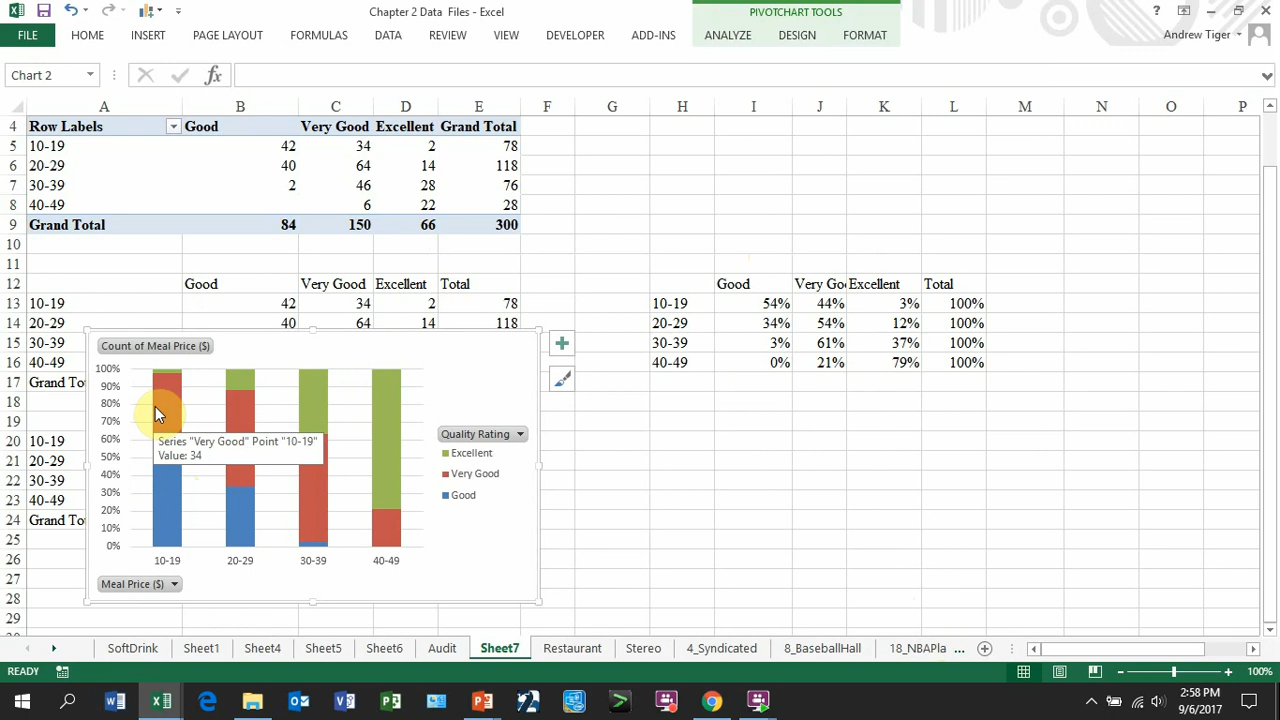 Chapter 2 Data Files - Excel
PIVOTCHART TOOLS
?
FILE HOME INSERT PAGE LAYOUT FORMULAS DATA REVIEW VIEW DEVELOPER ADD-INS ANALYZE DESIGN FORMAT Andrew Tiger
Chart 2 fx
A B C D E F G H I J K L M N O P
4 Row Labels Good Very Good Excellent Grand Total
5 10-19 42 34 2 78
6 20-29 40 64 14 118
7 30-39 2 46 28 76
8 40-49 6 22 28
9 Grand Total 84 150 66 300
10
11
12 Good Very Good Excellent Total Good Very Go Excellent Total
13 10-19 42 34 2 78 10-19 54% 44% 3% 100%
14 20-29 40 64 14 118 20-29 34% 54% 12% 100%
15 30-39 30-39 3% 61% 37% 100%
16 40-49 40-49 0% 21% 79% 100%
17 Grand To
18
19
20 10-19
21 20-29
22 30-39
23 40-49
24 Grand To
25
26
27
28
29
Count of Meal Price ($)
100%
90%
80%
70%
60%
50%
40%
30%
20%
10%
0%
Series "Very Good" Point "10-19"
Value: 34
10-19 20-29 30-39 40-49
Quality Rating
Excellent
Very Good
Good
Meal Price ($)
SoftDrink Sheet1 Sheet4 Sheet5 Sheet6 Audit Sheet7 Restaurant Stereo 4_Syndicated 8_BaseballHall 18_NBAPla ...
READY 100%
2:58 PM
9/6/2017